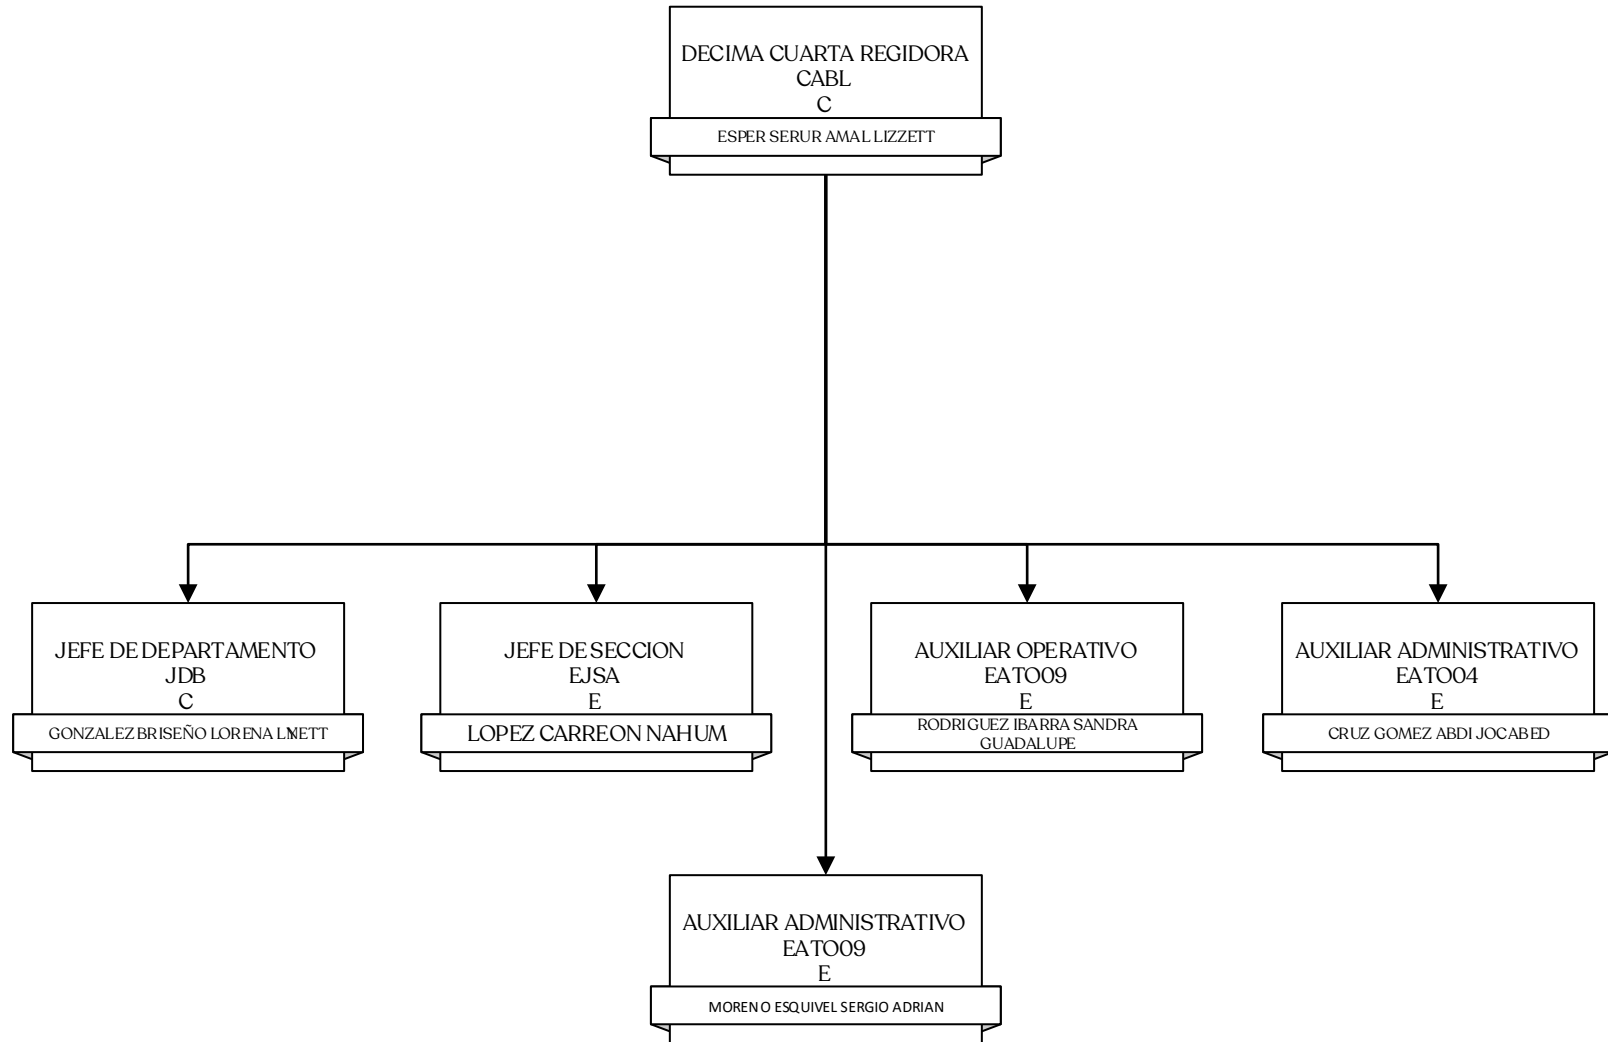 DECIMA CUARTA REGIDORA
CABL
C
ESPER SERUR AMAL LIZZETT
JEFE DE DEPARTAMENTO
JDB
C
GONZALEZ BRISEÑO LORENA
JEFE DE SECCION
EJSA
E
LOPEZ CARREON NAHUM
AUXILIAR OPERATIVO
EATO09
E
RODRIGUEZ IBARRA SANDRA
GUADALUPE
AUXILIAR ADMINISTRATIVO
EATO04
E
CRUZ GOMEZ ABDI JOCABED
AUXILIAR ADMINISTRATIVO
EATO09
E
MORENO ESQUIVEL SERGIO ADRIAN